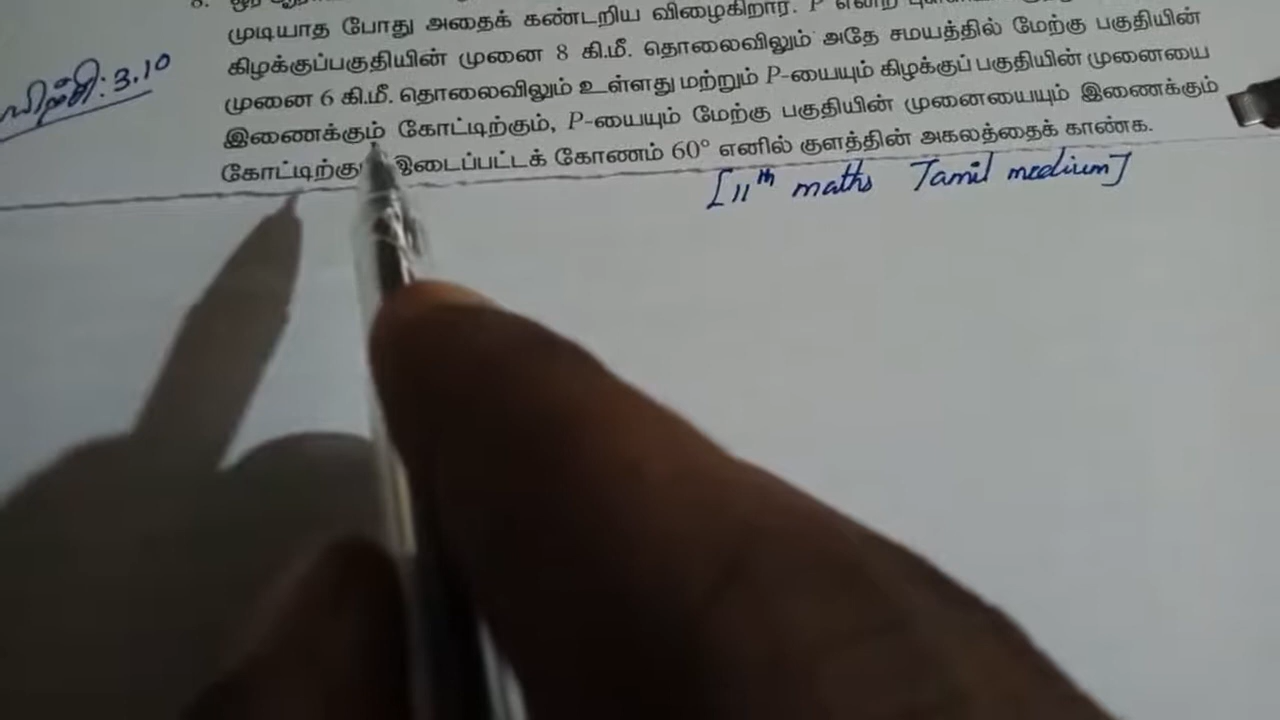 8.
முடியாத போது அதைக் கண்டறிய விழைகிறார். P என்ற
கிழக்குப்பகுதியின் முனை 8 கி.மீ. தொலைவிலும் அதே சமயத்தில் மேற்கு பகுதியின்
முனை 6 கி.மீ. தொலைவிலும் உள்ளது மற்றும் P-யையும் கிழக்குப் பகுதியின் முனையை
இணைக்கும் கோட்டிற்கும், P-யையும் மேற்கு பகுதியின் முனையையும் இணைக்கும்
கோட்டிற்கு இடைப்பட்டக் கோணம் 60° எனில் குளத்தின் அகலத்தைக் காண்க.
3.10
[11th maths Tamil medium]